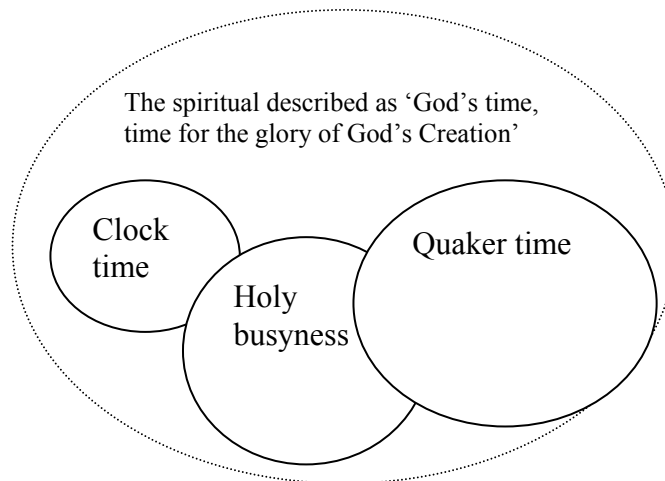 The spiritual described as ‘God’s time,
time for the glory of God’s Creation’
Clock
time
Holy
busyness
Quaker time